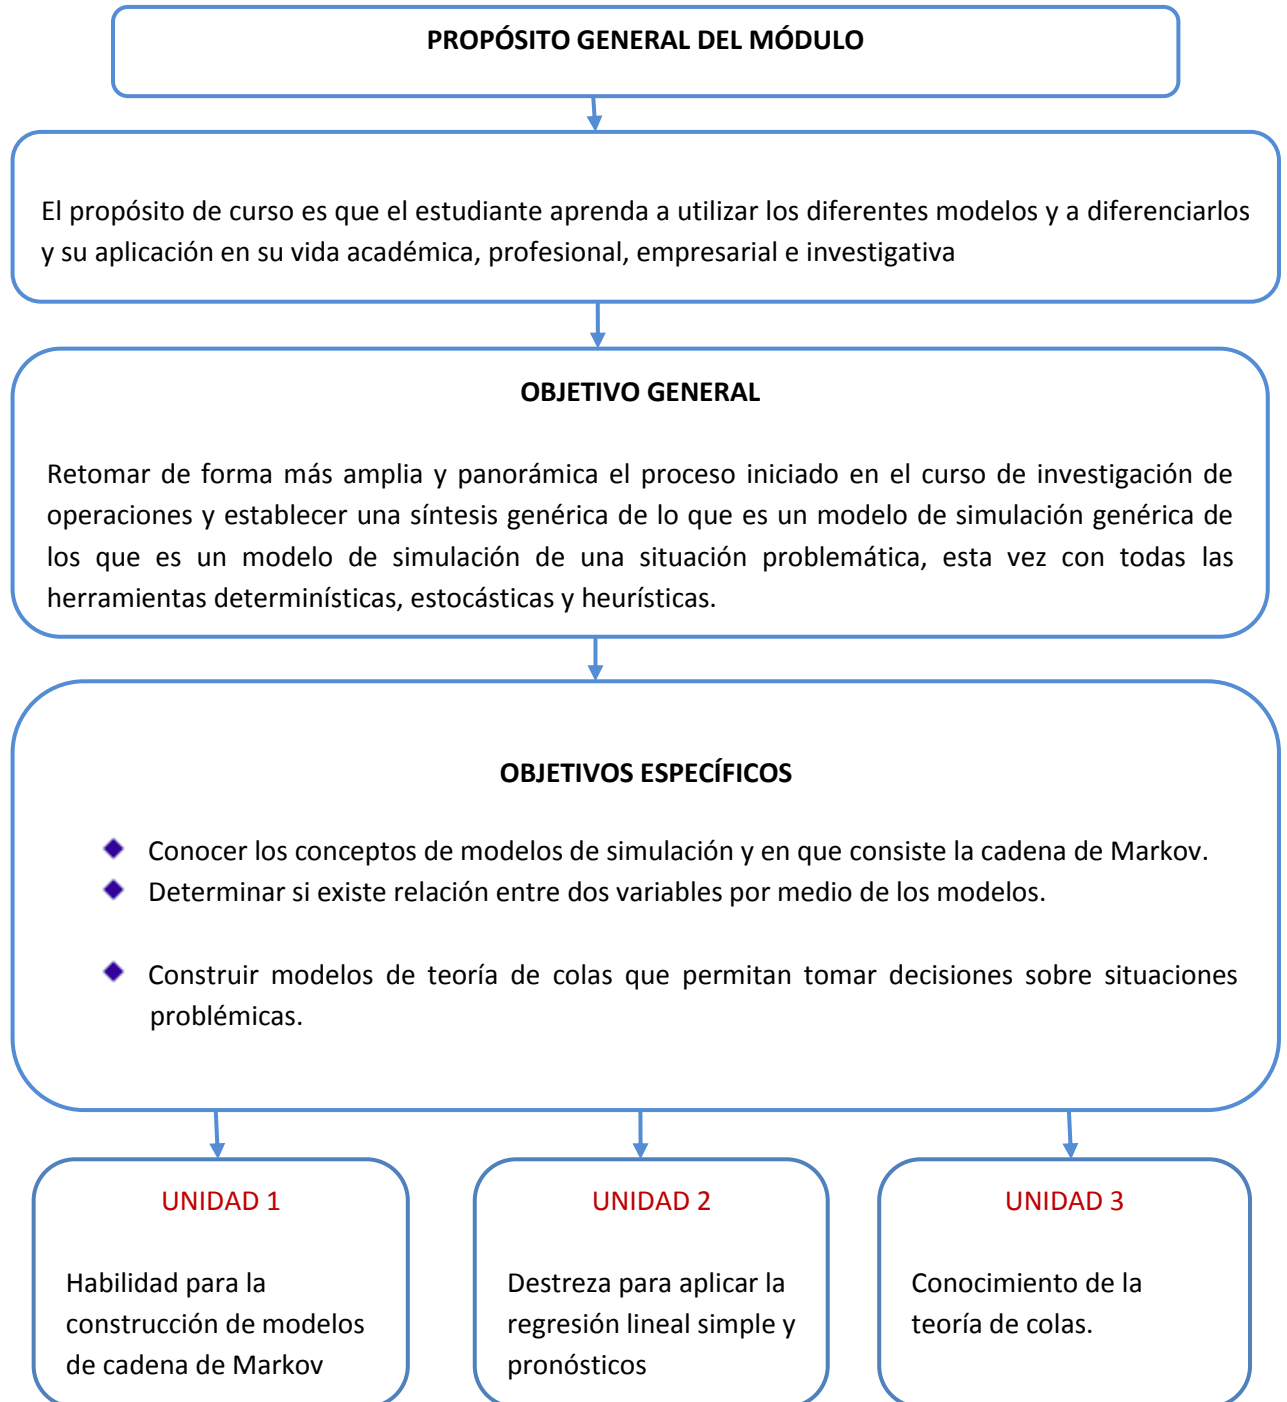 PROPÓSITO GENERAL DEL MÓDULO
El propósito de curso es que el estudiante aprenda a utilizar los diferentes modelos y a diferenciarlos
y su aplicación en su vida académica, profesional, empresarial e investigativa
OBJETIVO GENERAL
Retomar de forma más amplia y panorámica el proceso iniciado en el curso de investigación de
operaciones y establecer una síntesis genérica de lo que es un modelo de simulación genérica de
los que es un modelo de simulación de una situación problemática, esta vez con todas las
herramientas determinísticas, estocásticas y heurísticas.
OBJETIVOS ESPECÍFICOS
Conocer los conceptos de modelos de simulación y en que consiste la cadena de Markov.
Determinar si existe relación entre dos variables por medio de los modelos.
Construir modelos de teoría de colas que permitan tomar decisiones sobre situaciones
problémicas.
UNIDAD 1
Habilidad para la
construcción de modelos
de cadena de Markov
UNIDAD 2
Destreza para aplicar la
regresión lineal simple y
pronósticos
UNIDAD 3
Conocimiento de la
teoría de colas.